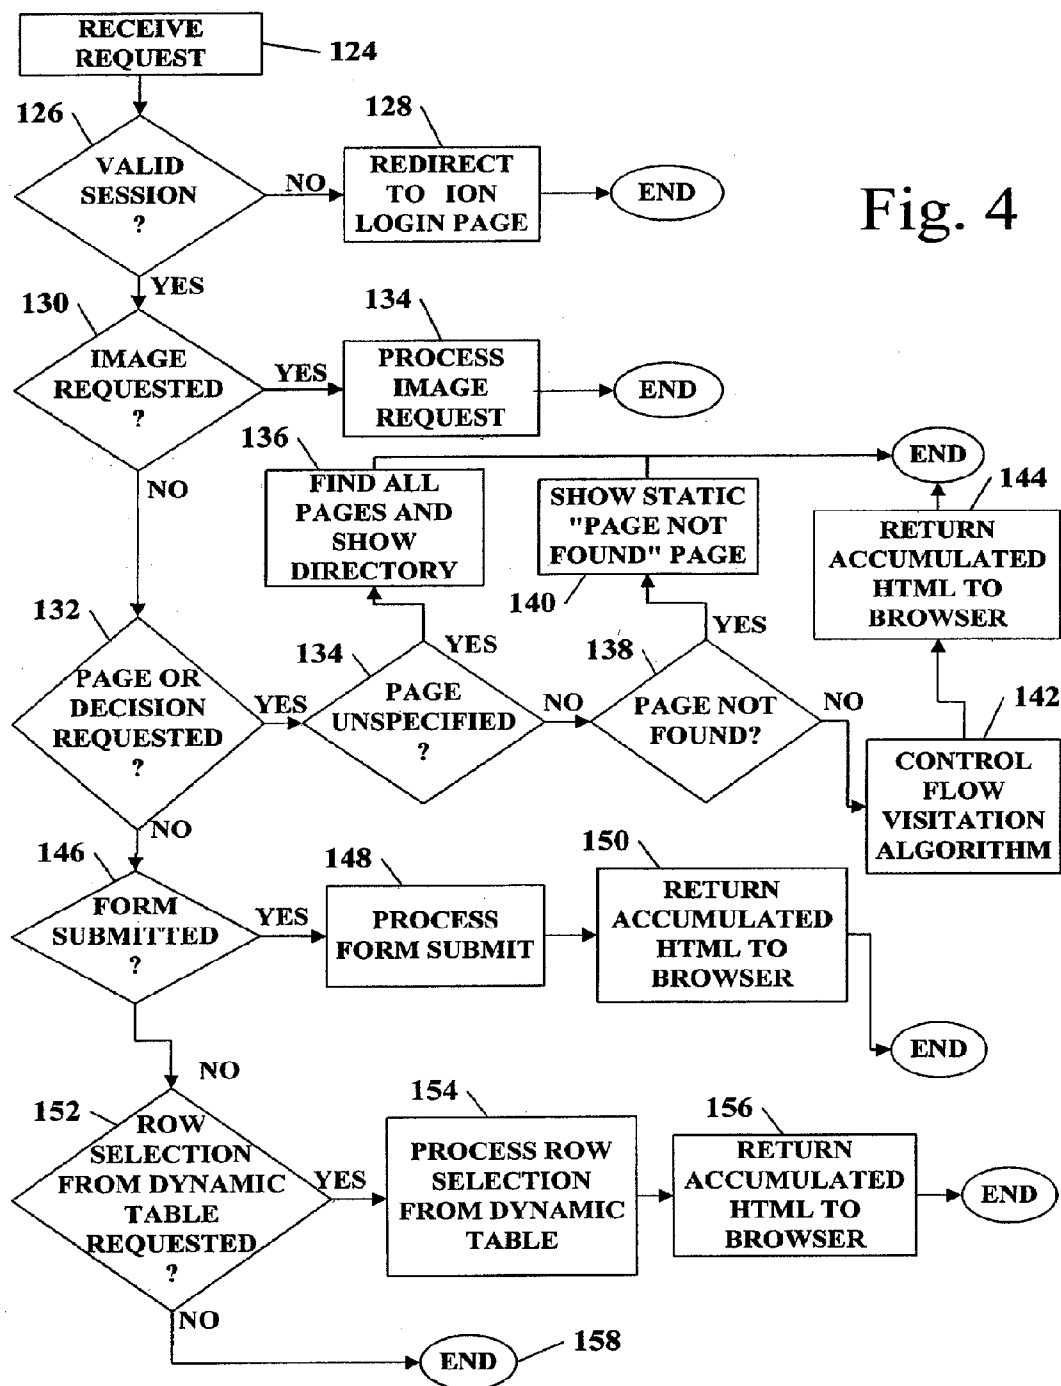 RECEIVE
REQUEST
124
126
VALID
SESSION
?
NO
128
REDIRECT
TO ION
LOGIN PAGE
END
Fig. 4
YES
130
IMAGE
REQUESTED
?
YES
134
PROCESS
IMAGE
REQUEST
END
NO
136
FIND ALL
PAGES AND
SHOW
DIRECTORY
SHOW STATIC
"PAGE NOT
FOUND" PAGE
140
END
144
RETURN
ACCUMULATED
HTML TO
BROWSER
132
PAGE OR
DECISION
REQUESTED
?
YES
134
YES
PAGE
UNSPECIFIED
?
NO
138
YES
PAGE NOT
FOUND?
NO
142
CONTROL
FLOW
VISITATION
ALGORITHM
NO
146
FORM
SUBMITTED
?
YES
148
PROCESS
FORM SUBMIT
150
RETURN
ACCUMULATED
HTML TO
BROWSER
END
NO
152
ROW
SELECTION
FROM DYNAMIC
TABLE
REQUESTED
?
YES
154
PROCESS ROW
SELECTION
FROM DYNAMIC
TABLE
156
RETURN
ACCUMULATED
HTML TO
BROWSER
END
NO
END
158